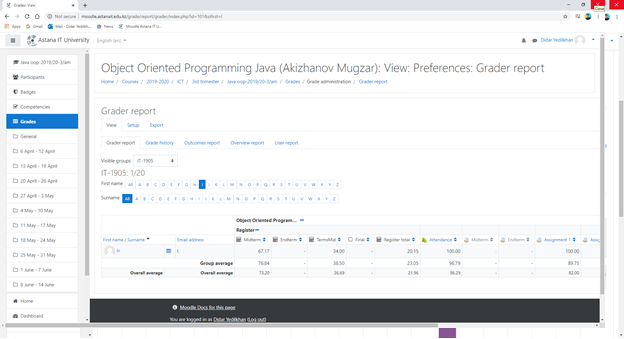 Grades: View
Close
Not secure | moodle.astanait.edu.kz/grade/report/grader/index.php?id=101&sifirst=I
Apps Gmail Mail - Didar Yedilkhan News Moodle Astana IT U...
Astana IT University English (en) Didar Yedilkhan
Java oop-2019/20-3/am
Participants
Badges
Competencies
Grades
General
6 April - 12 April
13 April - 19 April
20 April - 26 April
27 April - 3 May
4 May - 10 May
11 May - 17 May
18 May - 24 May
25 May - 31 May
1 June - 7 June
8 June - 14 June
Home
Dashboard
Object Oriented Programming Java (Akizhanov Mugzar): View: Preferences: Grader report
Home / Courses / 2019-2020 / ICT / 3rd trimester / Java oop-2019/20-3/am / Grades / Grade administration / Grader report
Grader report
View Setup Export
Grader report Grade history Outcomes report Overview report User report
Visible groups IT-1905
IT-1905: 1/20
First name All A B C D E F G H I J K L M N O P Q R S T U V W X Y Z
Surname All A B C D E F G H I J K L M N O P Q R S T U V W X Y Z
Object Oriented Program...
Register
First name / Surname Email address Midterm Endterm TermsMid Final Register total Attendance Midterm Endterm Assignment 1
67.17 - 34.00 - 20.15 100.00 - - 100.00
Group average 76.84 - 38.50 - 23.05 96.79 - - 89.75
Overall average Overall average 73.20 - 36.69 - 21.96 96.29 - - 82.00
Moodle Docs for this page
You are logged in as Didar Yedilkhan (Log out)